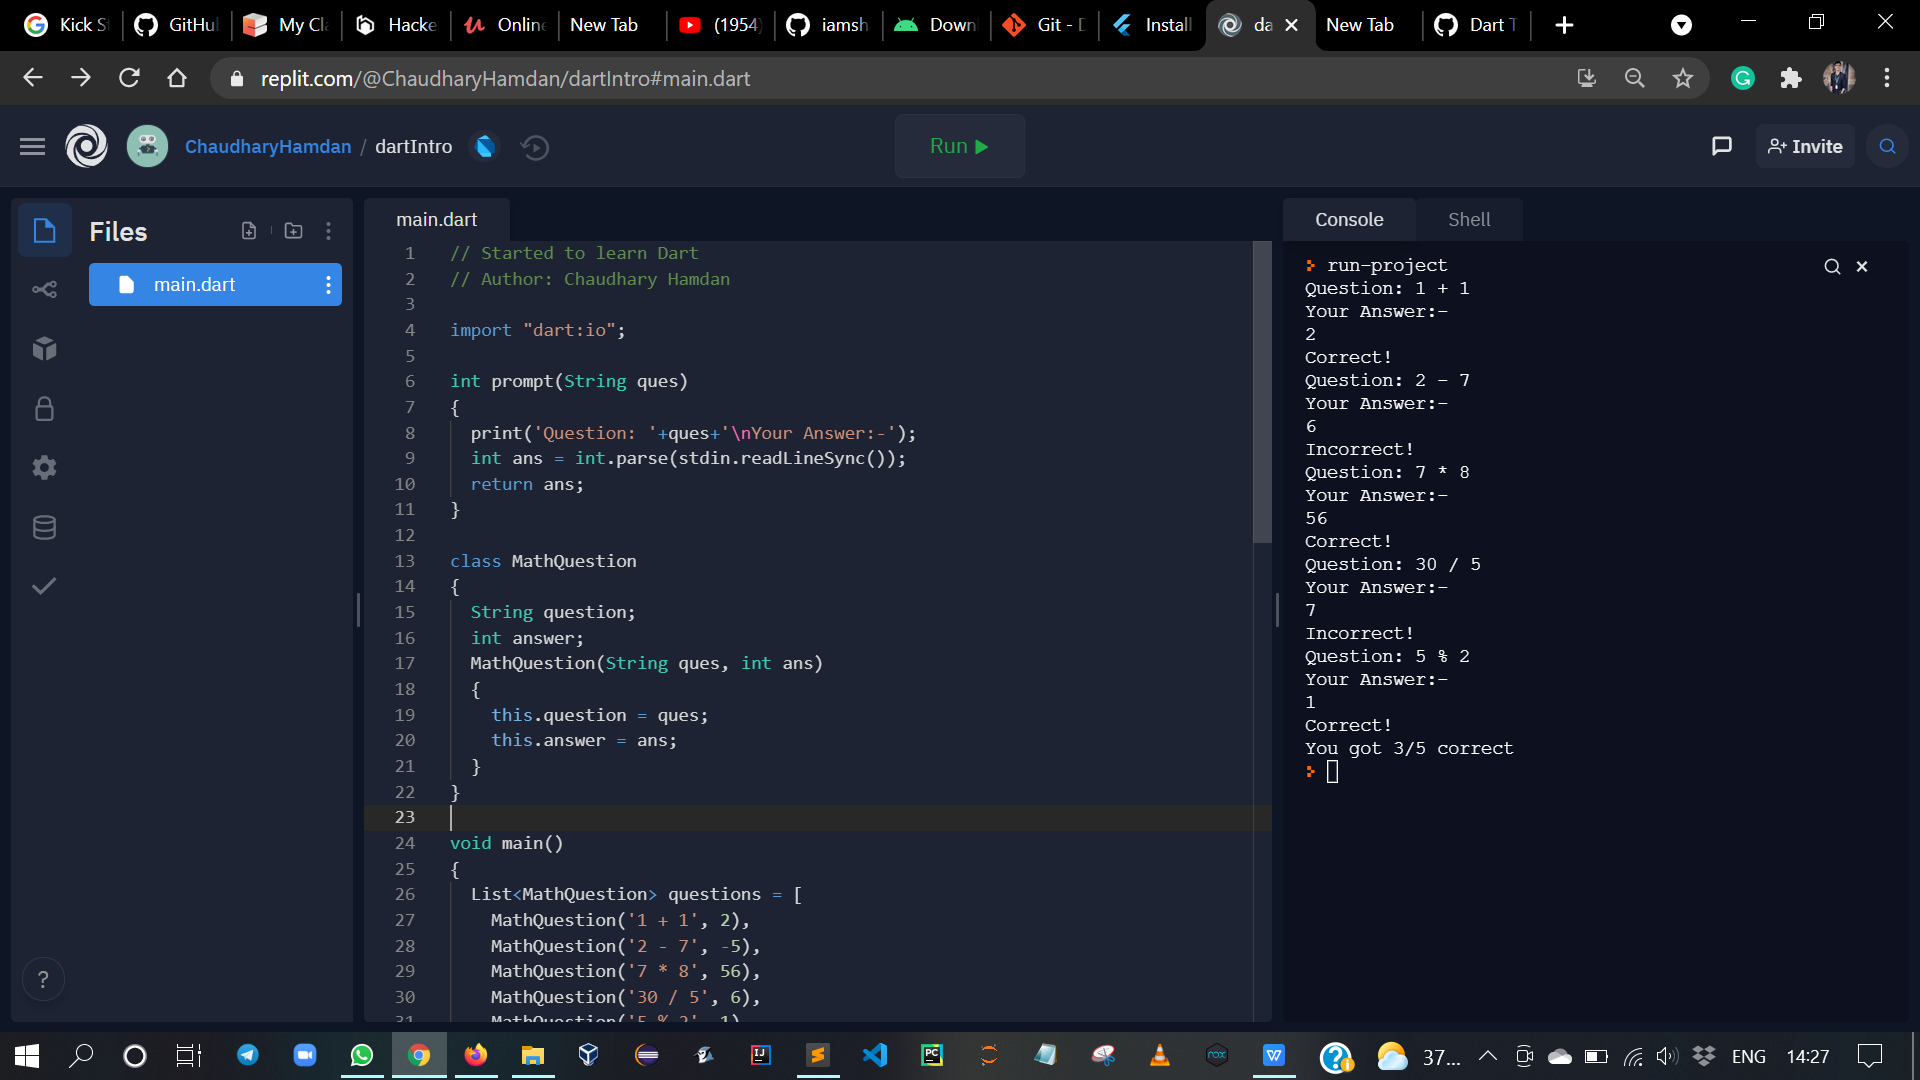 Kick S
GitHu
My Cl
Hacke
Online
New Tab
(1954)
iamsh
Down
Git - D
Install
da
New Tab
Dart T
replit.com/@ChaudharyHamdan/dartIntro#main.dart
ChaudharyHamdan / dartIntro
Run
Invite
Files
main.dart
main.dart
1 // Started to learn Dart
2 // Author: Chaudhary Hamdan
3
4 import "dart:io";
5
6 int prompt(String ques)
7 {
8 print('Question: '+ques+'\nYour Answer:-');
9 int ans = int.parse(stdin.readLineSync());
10 return ans;
11 }
12
13 class MathQuestion
14 {
15 String question;
16 int answer;
17 MathQuestion(String ques, int ans)
18 {
19 this.question = ques;
20 this.answer = ans;
21 }
22 }
23
24 void main()
25 {
26 List<MathQuestion> questions = [
27 MathQuestion('1 + 1', 2),
28 MathQuestion('2 - 7', -5),
29 MathQuestion('7 * 8', 56),
30 MathQuestion('30 / 5', 6),
31 MathQuestion('5 % 2', 1)
Console
Shell
run-project
Question: 1 + 1
Your Answer:-
2
Correct!
Question: 2 - 7
Your Answer:-
6
Incorrect!
Question: 7 * 8
Your Answer:-
56
Correct!
Question: 30 / 5
Your Answer:-
7
Incorrect!
Question: 5 % 2
Your Answer:-
1
Correct!
You got 3/5 correct
?
37...
ENG
14:27